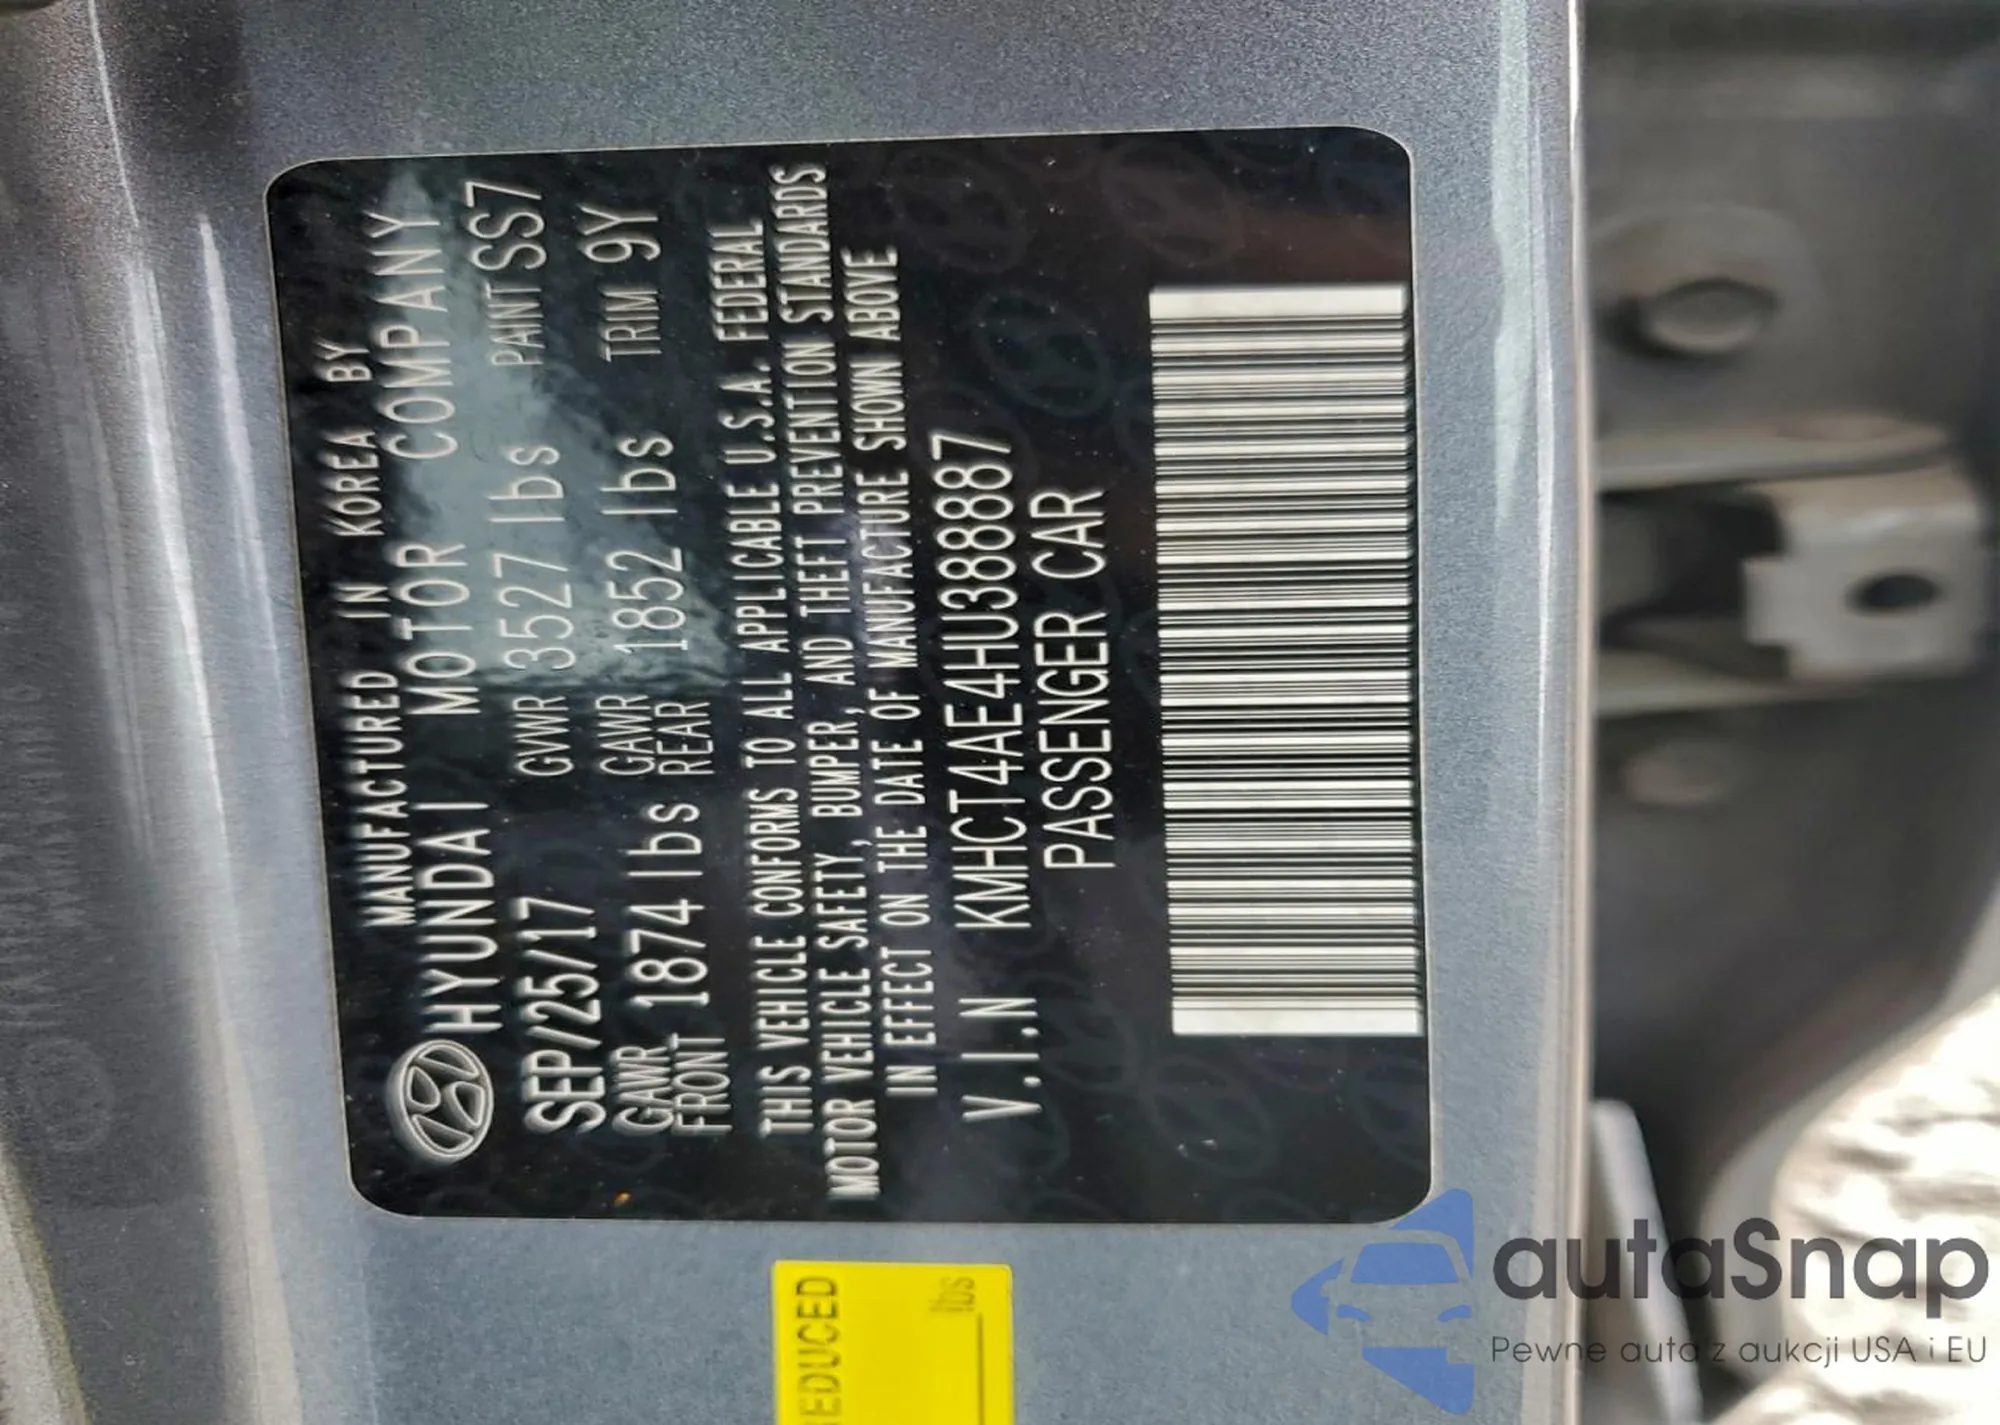 MANUFACTURED IN KOREA BY
HYUNDAI MOTOR COMPANY
SEP/25/17 GVWR 3527 lbs PAINT SS7
GAWR FRONT 1874 lbs GAWR REAR 1852 lbs TRIM 9Y
THIS VEHICLE CONFORMS TO ALL APPLICABLE U.S.A. FEDERAL
MOTOR VEHICLE SAFETY, BUMPER, AND THEFT PREVENTION STANDARDS
IN EFFECT ON THE DATE OF MANUFACTURE SHOWN ABOVE
V.I.N KMHCT4AE4HU388887
PASSENGER CAR
EDUCED
lbs
autaSnap
Pewne auta z aukcji USA i EU